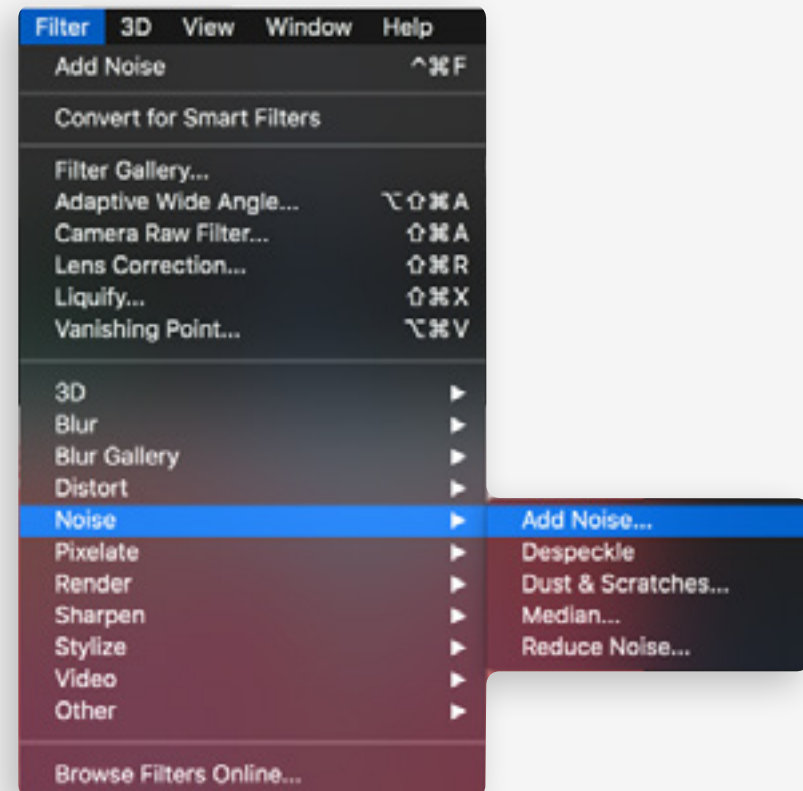 Filter 3D View Window Help
Add Noise ^⌘F
Convert for Smart Filters
Filter Gallery...
Adaptive Wide Angle... ⌥⇧⌘A
Camera Raw Filter... ⇧⌘A
Lens Correction... ⇧⌘R
Liquify... ⇧⌘X
Vanishing Point... ⌥⌘V
3D
Blur
Blur Gallery
Distort
Noise
Pixelate
Render
Sharpen
Stylize
Video
Other
Browse Filters Online...
Add Noise...
Despeckle
Dust & Scratches...
Median...
Reduce Noise...